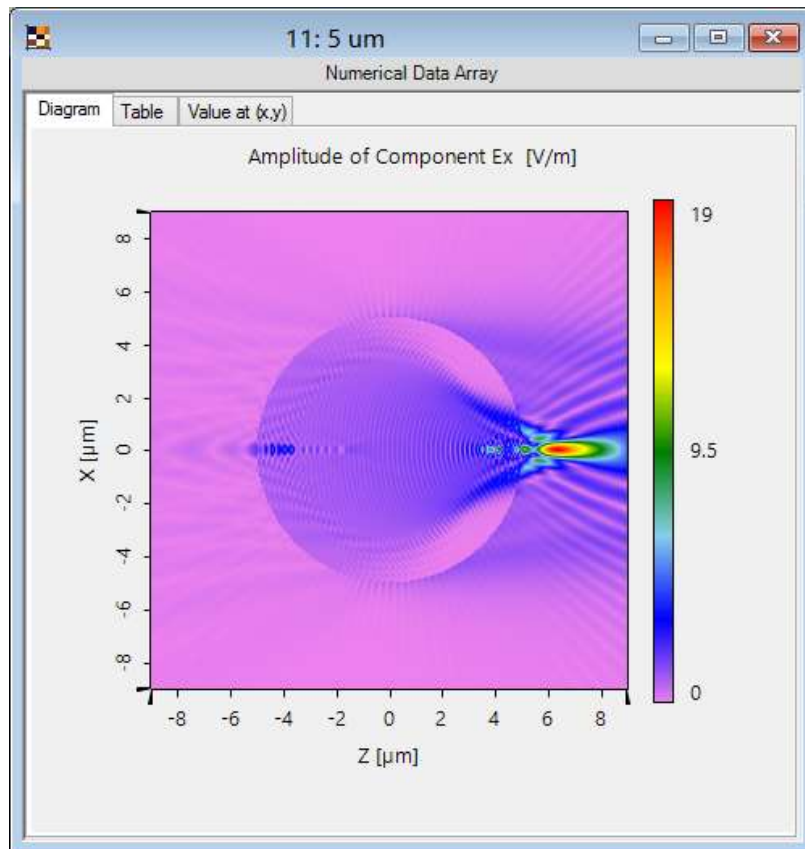 11: 5 um
Numerical Data Array
Diagram Table Value at (x,y)
Amplitude of Component Ex [V/m]
19
9.5
0
8
6
4
2
0
-2
-4
-6
-8
X [µm]
-8 -6 -4 -2 0 2 4 6 8
Z [µm]